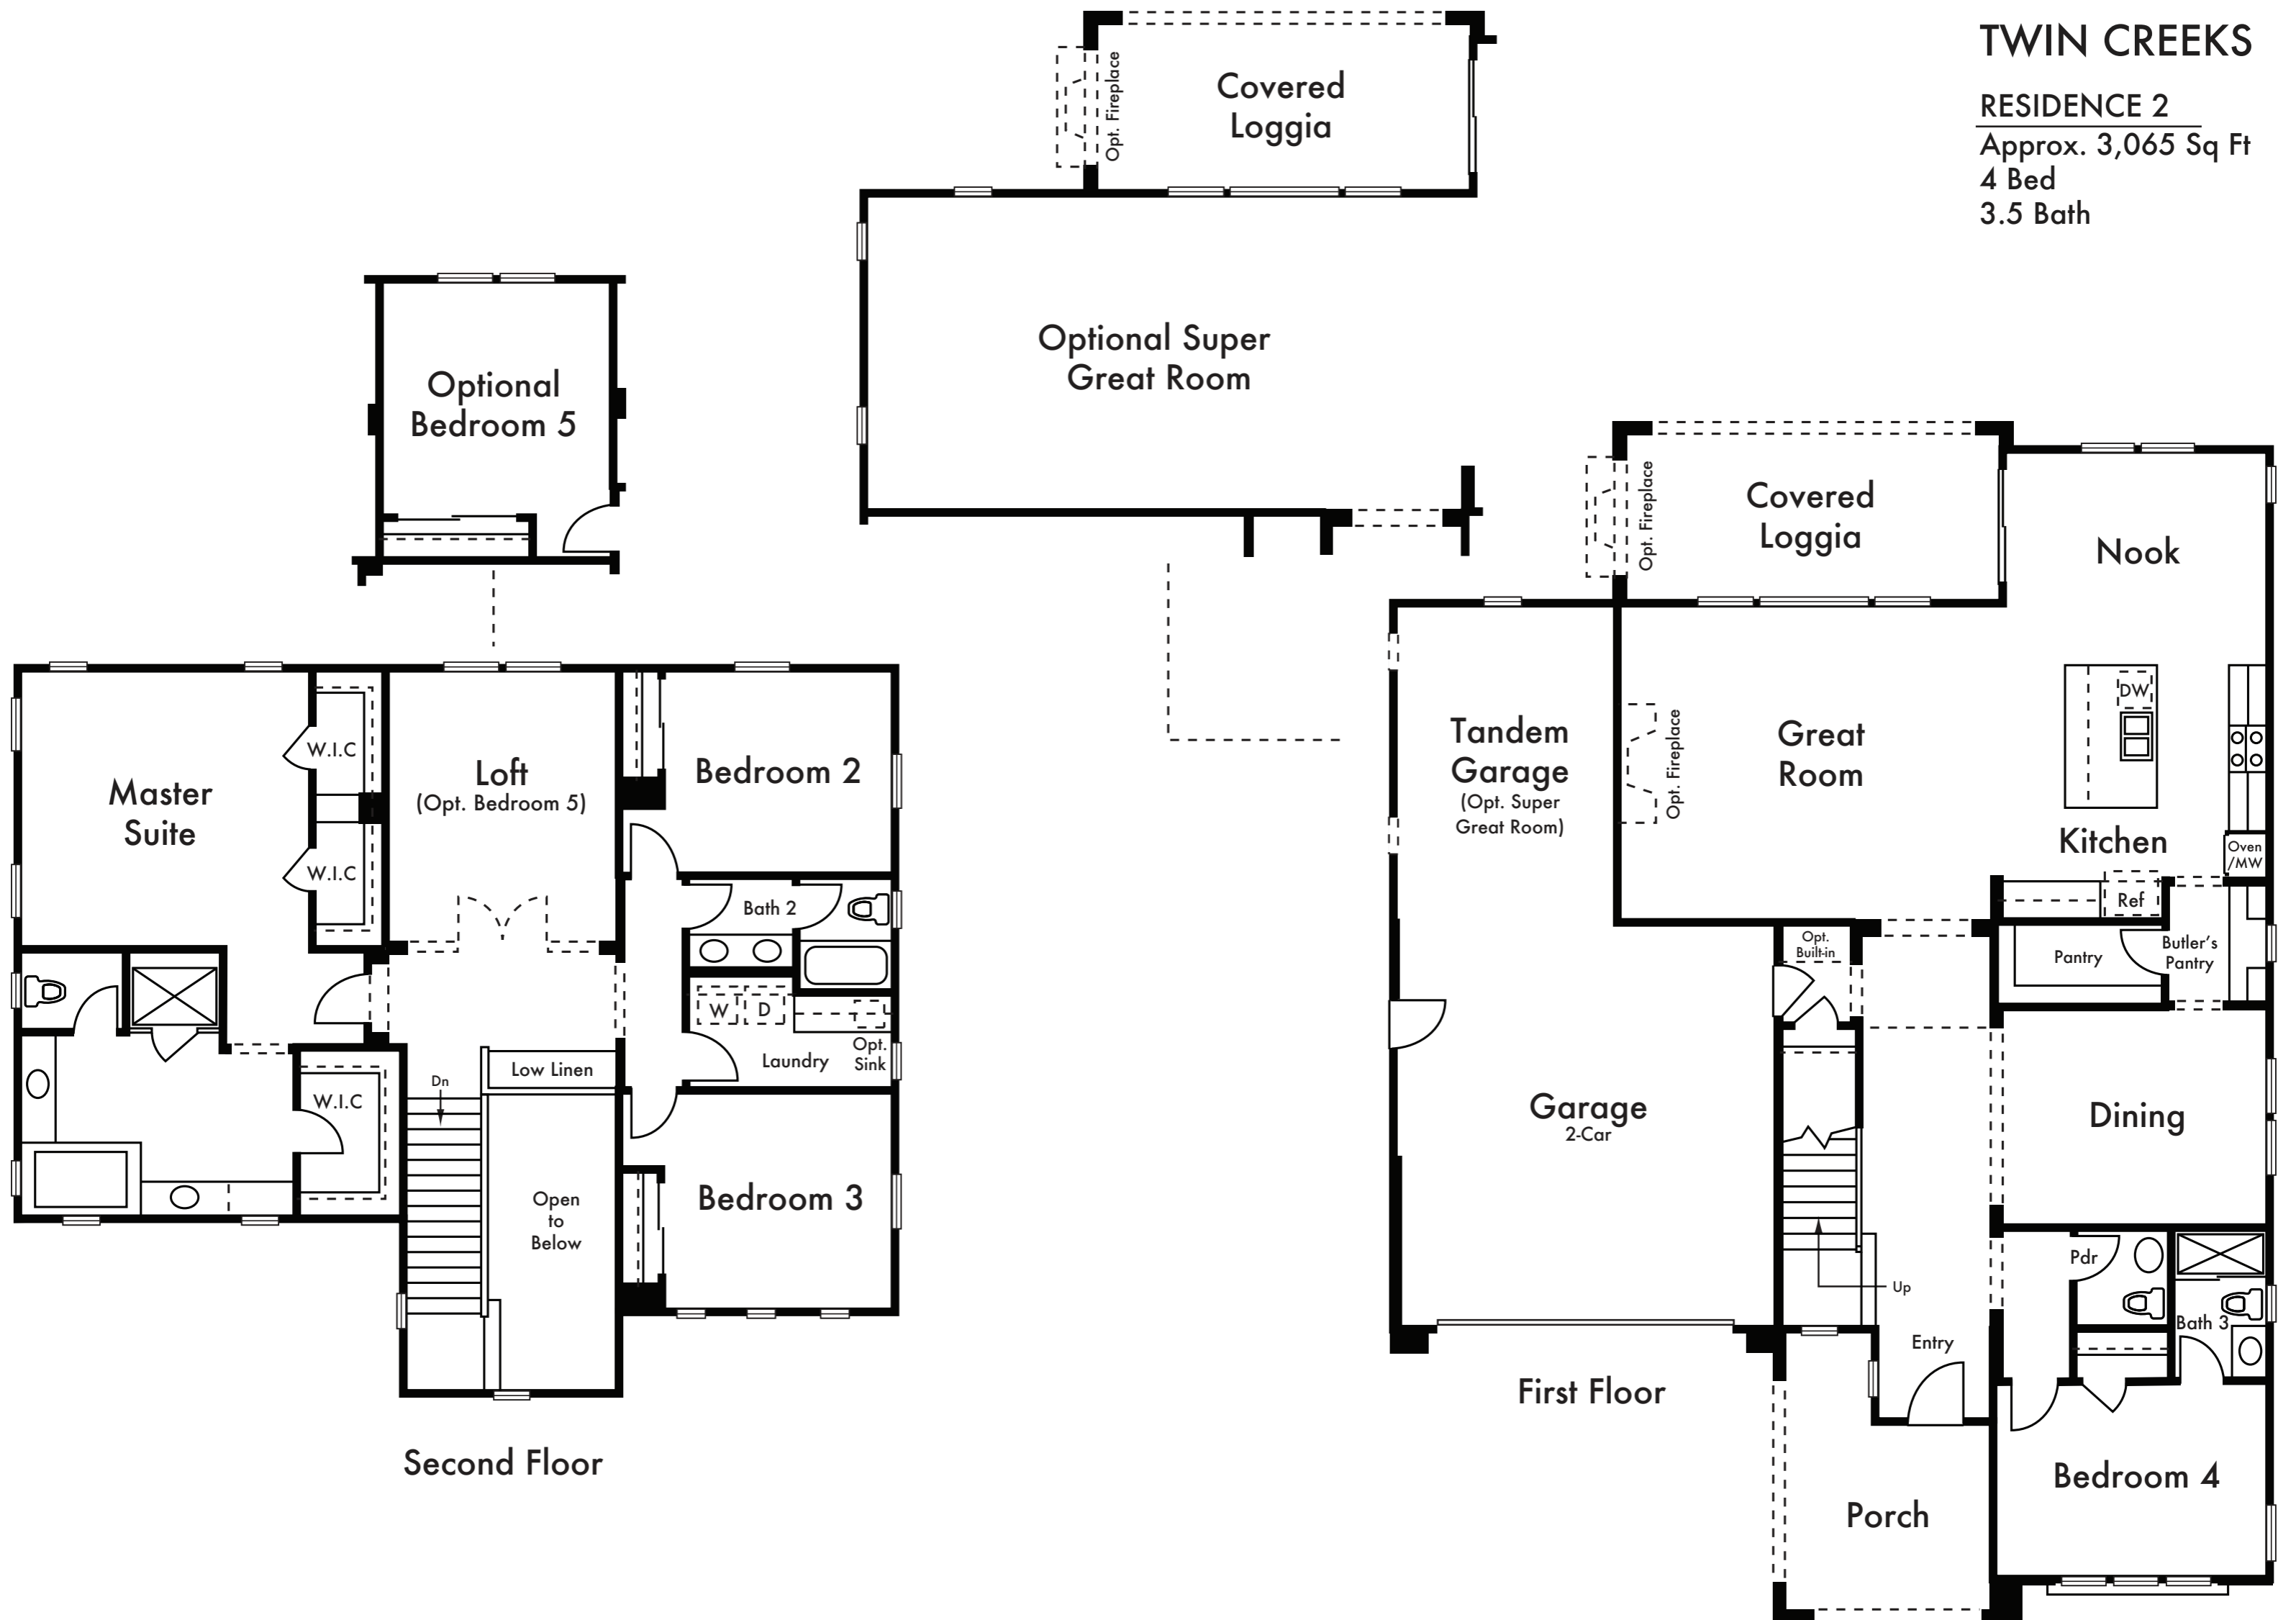 TWIN CREEKS
RESIDENCE 2
Approx. 3,065 Sq Ft
4 Bed
3.5 Bath
Opt. Fireplace
Covered
Loggia
Optional Super
Great Room
Optional
Bedroom 5
Master
Suite
W.I.C
W.I.C
Loft
(Opt. Bedroom 5)
Bedroom 2
Bath 2
W
D
Laundry
Opt.
Sink
Low Linen
Dn
W.I.C
Open
to
Below
Bedroom 3
Second Floor
Opt. Fireplace
Covered
Loggia
Nook
Tandem
Garage
(Opt. Super
Great Room)
Opt. Fireplace
Great
Room
DW
Kitchen
Oven
/MW
Ref
Opt.
Built-in
Pantry
Butler's
Pantry
Garage
2-Car
Dining
Up
Pdr
Bath 3
Entry
First Floor
Bedroom 4
Porch